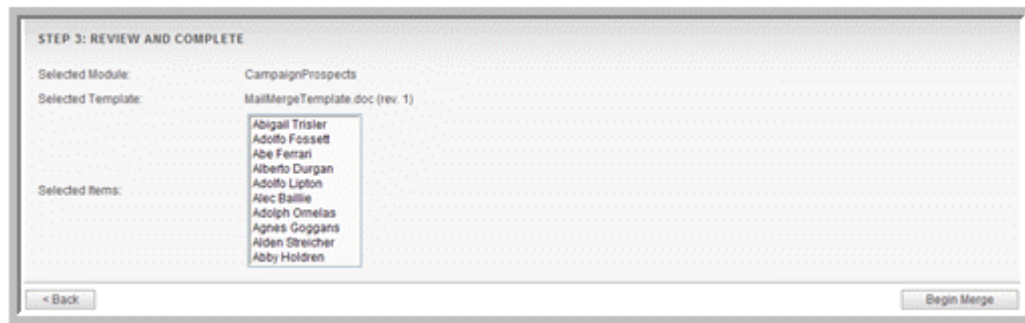 STEP 3: REVIEW AND COMPLETE
Selected Module: CampaignProspects
Selected Template: MailMergeTemplate.doc (rev. 1)
Selected Items:
Abigail Trisler
Adolfo Fossett
Abe Ferrari
Alberto Durgan
Adolfo Lipton
Alec Baillie
Adolph Ornelas
Agnes Goggans
Alden Streicher
Abby Holdren
< Back Begin Merge